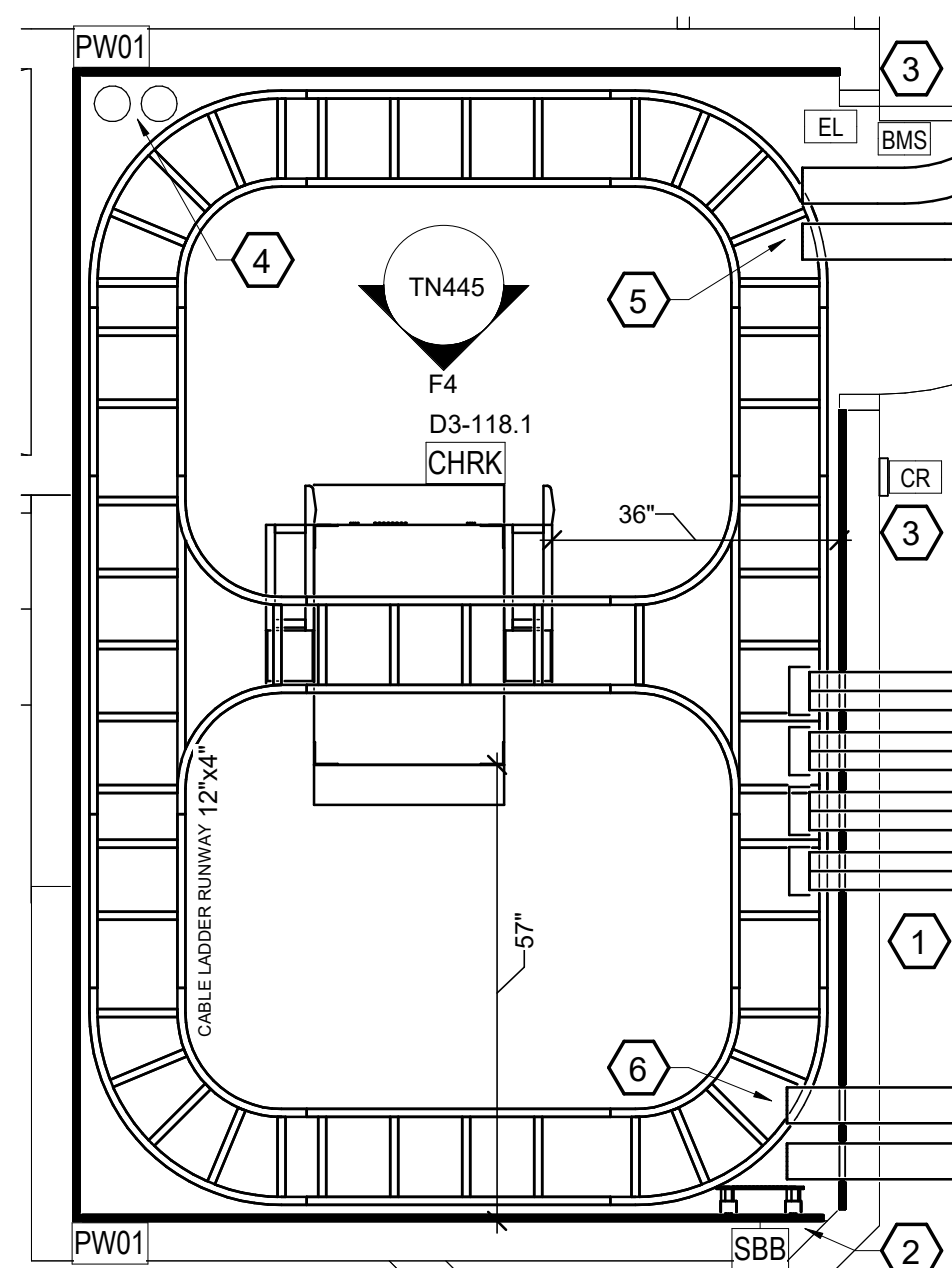 PW01
3
EL
BMS
4
5
TN445
F4
D3-118.1
CHRK
36"
CR
3
CABLE LADDER RUNWAY 12"x4"
57"
1
6
PW01
SBB
2